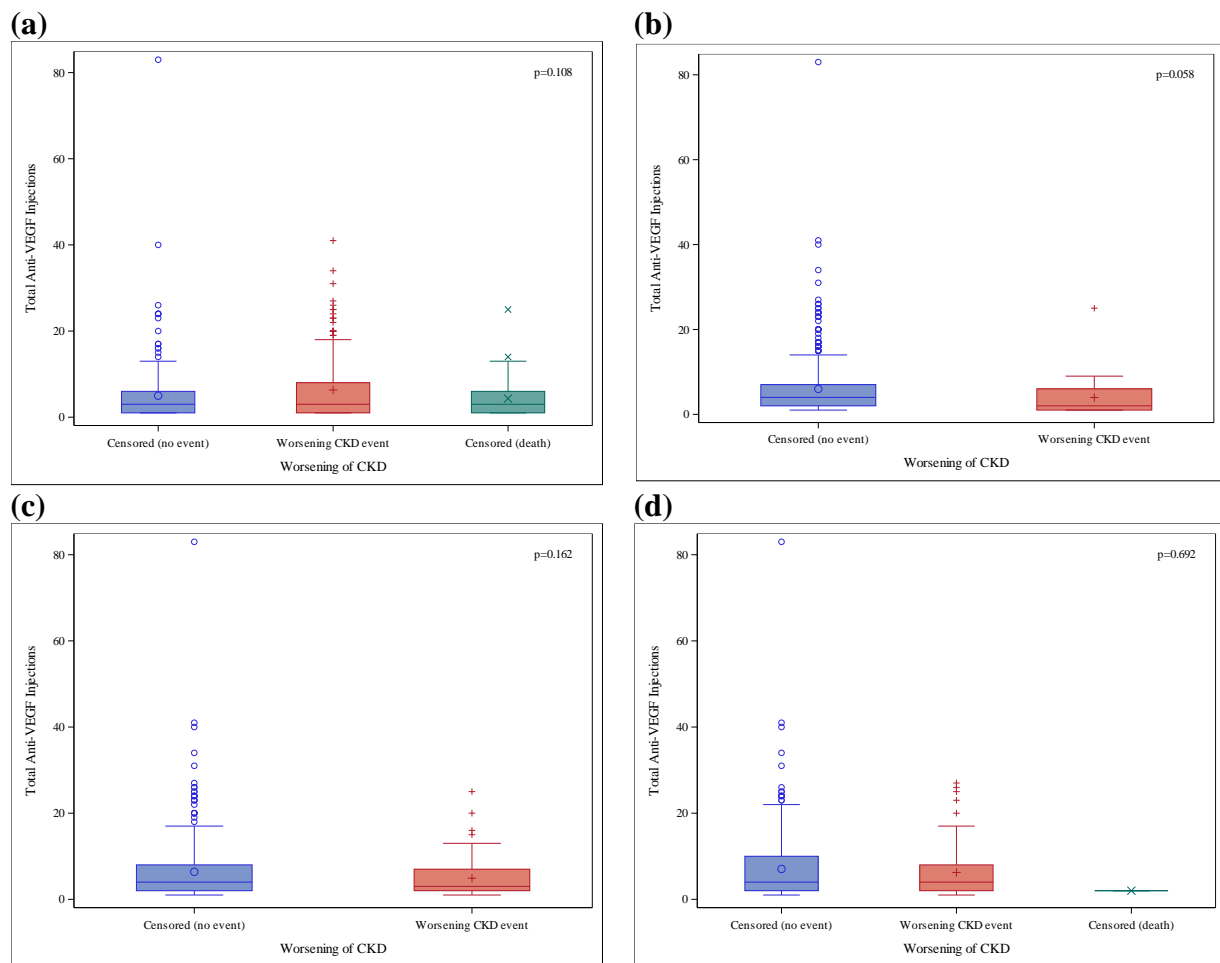 (a)
p=0.108
80
60
40
20
0
Total Anti-VEGF Injections
Censored (no event)
Worsening CKD event
Censored (death)
Worsening of CKD
(b)
p=0.058
80
60
40
20
0
Total Anti-VEGF Injections
Censored (no event)
Worsening CKD event
Worsening of CKD
(c)
p=0.162
80
60
40
20
0
Total Anti-VEGF Injections
Censored (no event)
Worsening CKD event
Worsening of CKD
(d)
p=0.692
80
60
40
20
0
Total Anti-VEGF Injections
Censored (no event)
Worsening CKD event
Censored (death)
Worsening of CKD